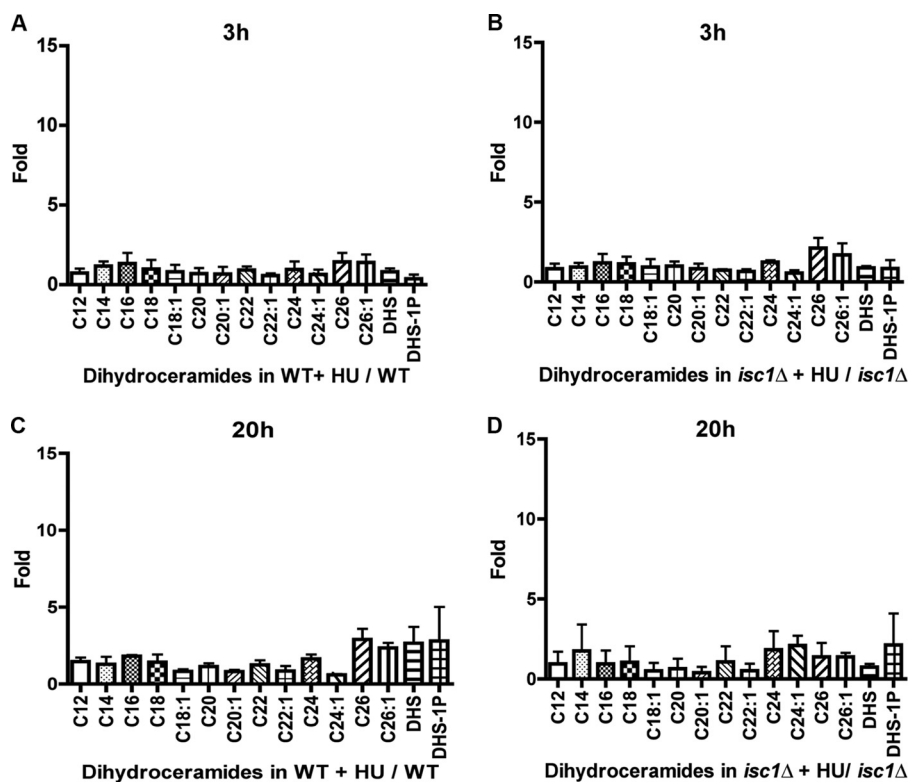 A
3h
15
10
5
0
Fold
C12
C14
C16
C18
C18:1
C20
C20:1
C22
C22:1
C24
C24:1
C26
C26:1
DHS
DHS-1P
Dihydroceramides in WT+ HU / WT
B
3h
15
10
5
0
Fold
C12
C14
C16
C18
C18:1
C20
C20:1
C22
C22:1
C24
C24:1
C26
C26:1
DHS
DHS-1P
Dihydroceramides in isc1Δ + HU / isc1Δ
C
20h
15
10
5
0
Fold
C12
C14
C16
C18
C18:1
C20
C20:1
C22
C22:1
C24
C24:1
C26
C26:1
DHS
DHS-1P
Dihydroceramides in WT + HU / WT
D
20h
15
10
5
0
Fold
C12
C14
C16
C18
C18:1
C20
C20:1
C22
C22:1
C24
C24:1
C26
C26:1
DHS
DHS-1P
Dihydroceramides in isc1Δ + HU/ isc1Δ